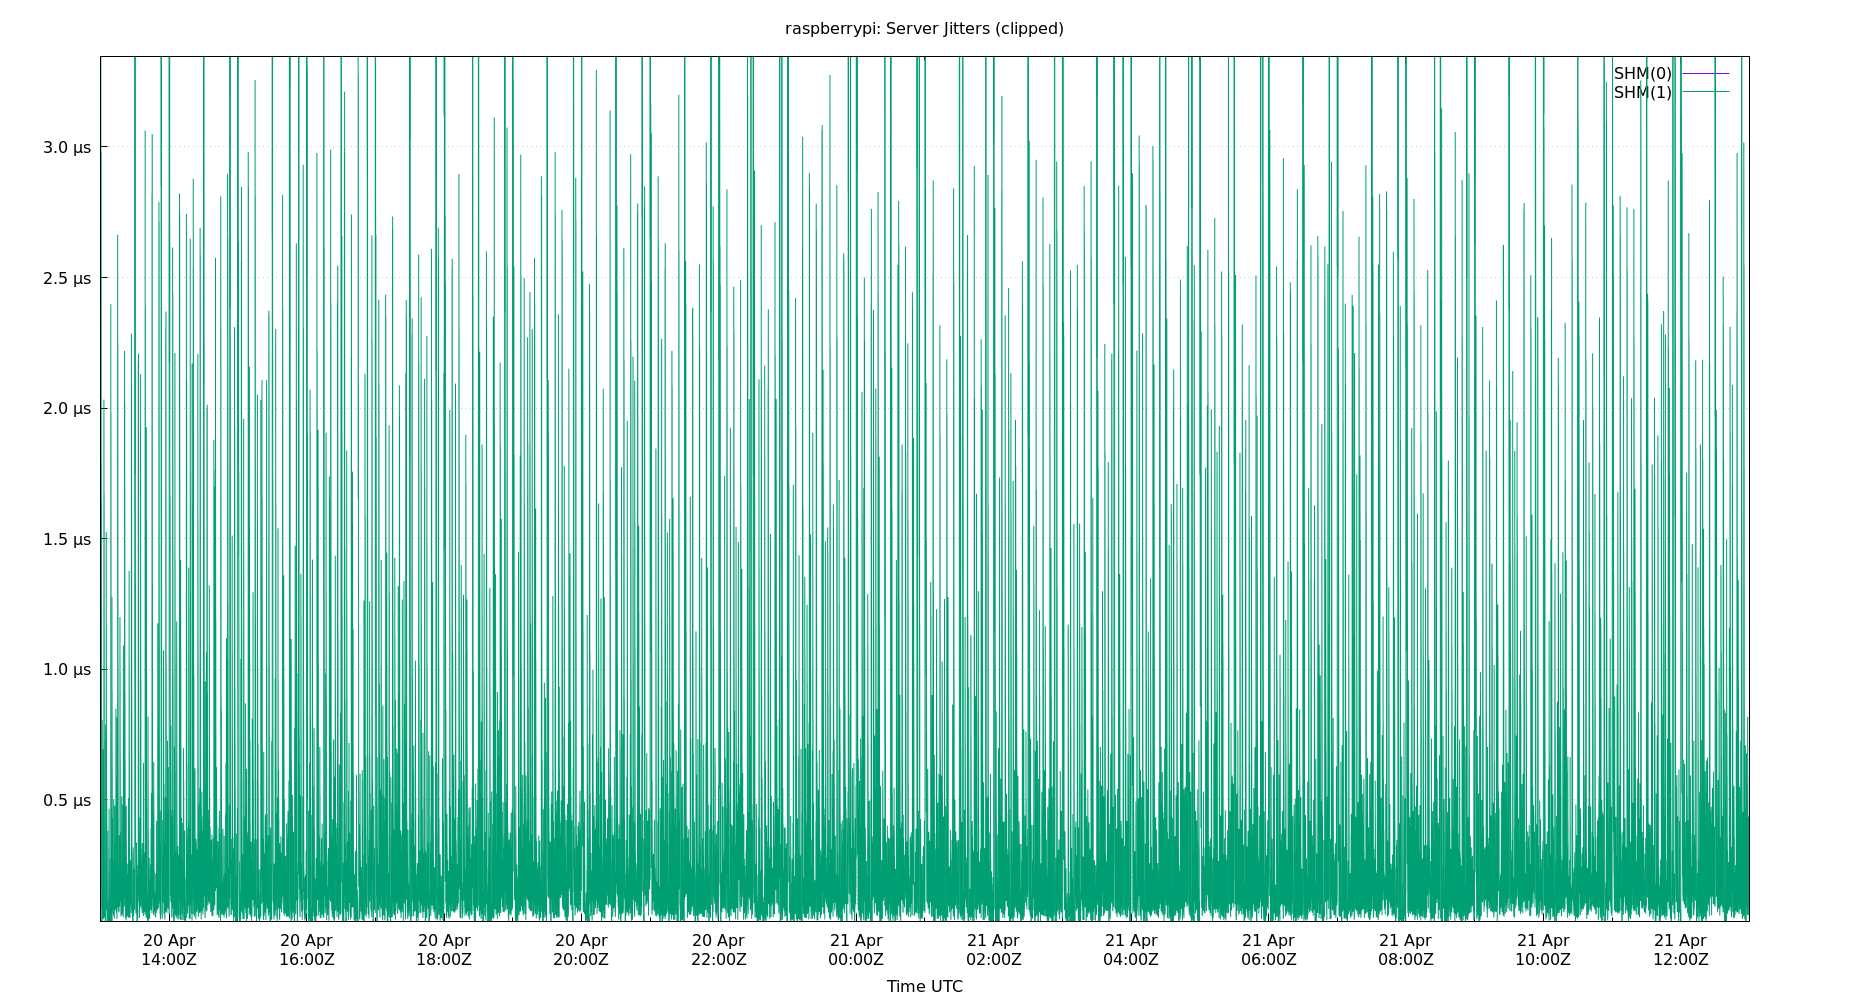 raspberrypi: Server Jitters (clipped)
SHM(0)
SHM(1)
3.0 µs
2.5 µs
2.0 µs
1.5 µs
1.0 µs
0.5 µs
20 Apr 20 Apr 20 Apr 20 Apr 20 Apr 21 Apr 21 Apr 21 Apr 21 Apr 21 Apr 21 Apr 21 Apr
14:00Z 16:00Z 18:00Z 20:00Z 22:00Z 00:00Z 02:00Z 04:00Z 06:00Z 08:00Z 10:00Z 12:00Z
Time UTC